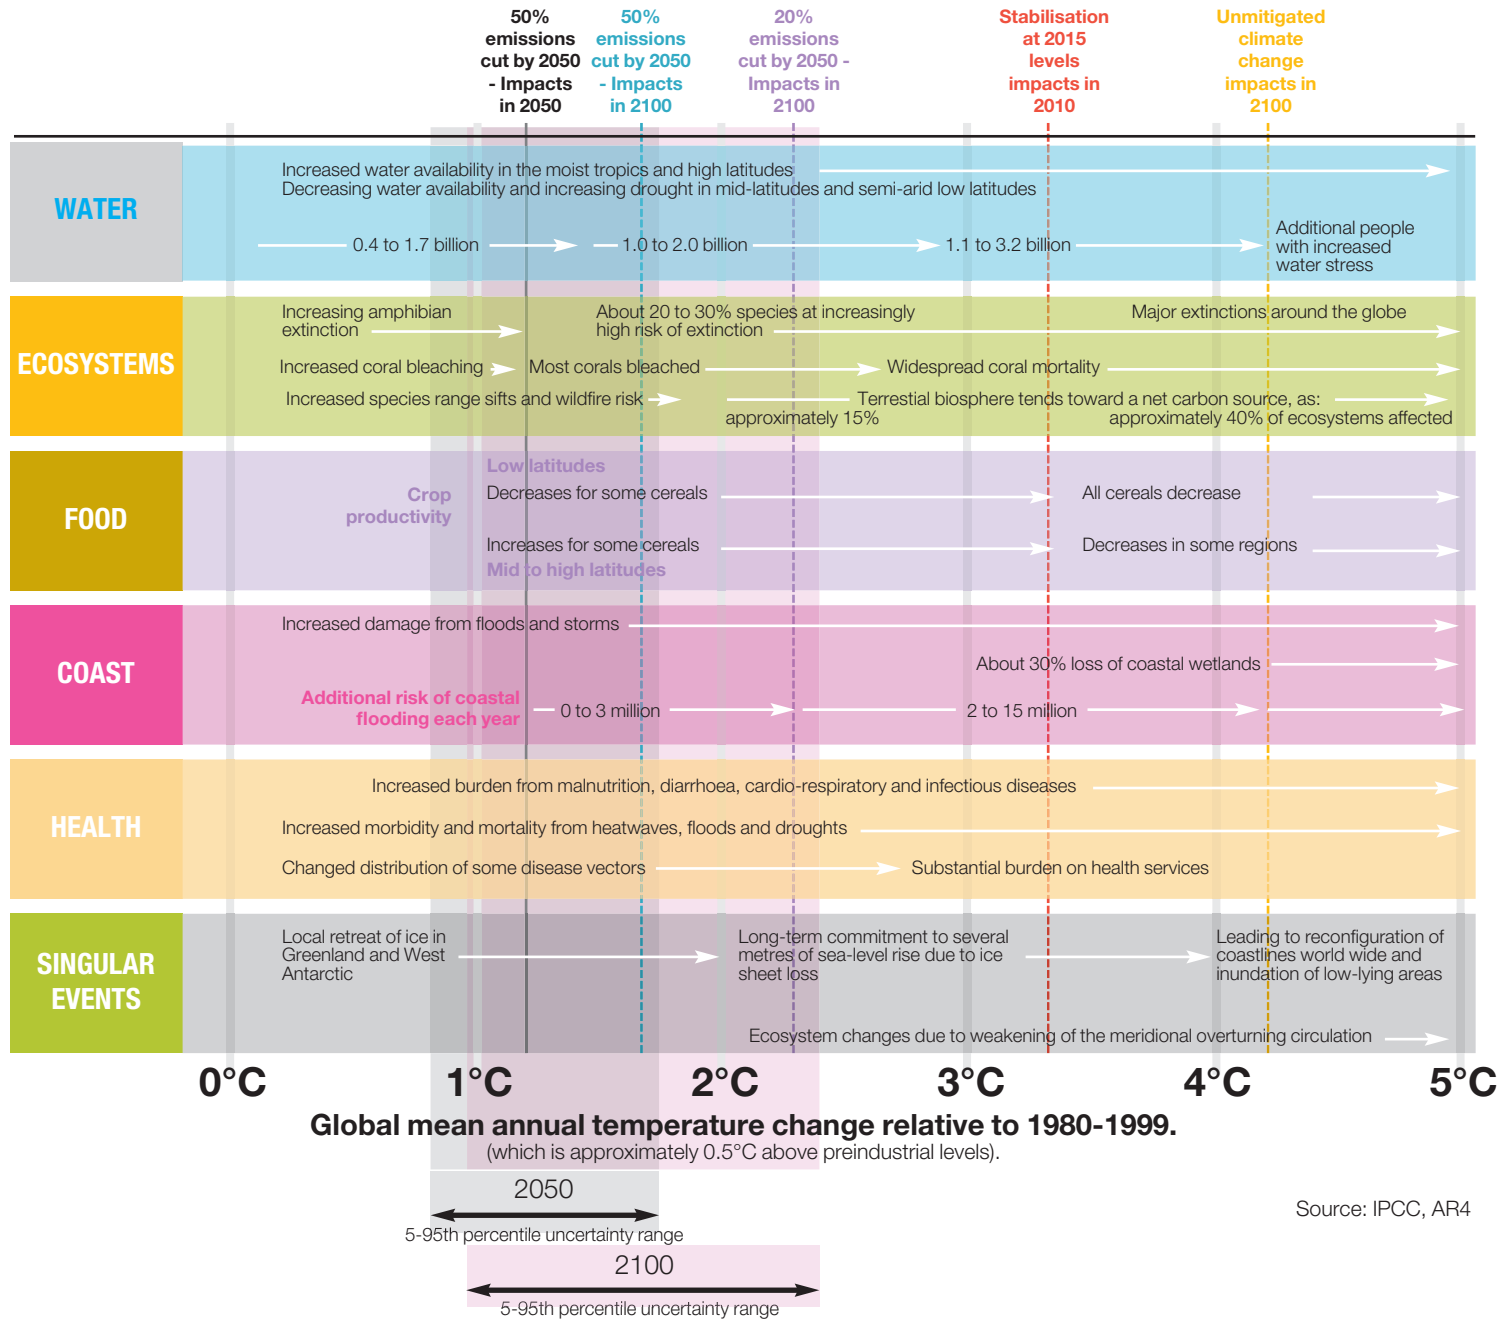 50%
emissions
cut by 2050
- Impacts
in 2050
50%
emissions
cut by 2050
- Impacts
in 2100
20%
emissions
cut by 2050 -
Impacts in
2100
Stabilisation
at 2015
levels
impacts in
2010
Unmitigated
climate
change
impacts in
2100
WATER
Increased water availability in the moist tropics and high latitudes
Decreasing water availability and increasing drought in mid-latitudes and semi-arid low latitudes
0.4 to 1.7 billion
1.0 to 2.0 billion
1.1 to 3.2 billion
Additional people
with increased
water stress
ECOSYSTEMS
Increasing amphibian
extinction
About 20 to 30% species at increasingly
high risk of extinction
Major extinctions around the globe
Increased coral bleaching
Most corals bleached
Widespread coral mortality
Increased species range sifts and wildfire risk
Terrestial biosphere tends toward a net carbon source, as:
approximately 15%
approximately 40% of ecosystems affected
FOOD
Crop
productivity
Low latitudes
Decreases for some cereals
All cereals decrease
Increases for some cereals
Decreases in some regions
Mid to high latitudes
COAST
Increased damage from floods and storms
About 30% loss of coastal wetlands
Additional risk of coastal
flooding each year
0 to 3 million
2 to 15 million
HEALTH
Increased burden from malnutrition, diarrhoea, cardio-respiratory and infectious diseases
Increased morbidity and mortality from heatwaves, floods and droughts
Changed distribution of some disease vectors
Substantial burden on health services
SINGULAR
EVENTS
Local retreat of ice in
Greenland and West
Antarctic
Long-term commitment to several
metres of sea-level rise due to ice
sheet loss
Leading to reconfiguration of
coastlines world wide and
inundation of low-lying areas
Ecosystem changes due to weakening of the meridional overturning circulation
0°C
1°C
2°C
3°C
4°C
5°C
Global mean annual temperature change relative to 1980-1999.
(which is approximately 0.5°C above preindustrial levels).
2050
5-95th percentile uncertainty range
2100
5-95th percentile uncertainty range
Source: IPCC, AR4